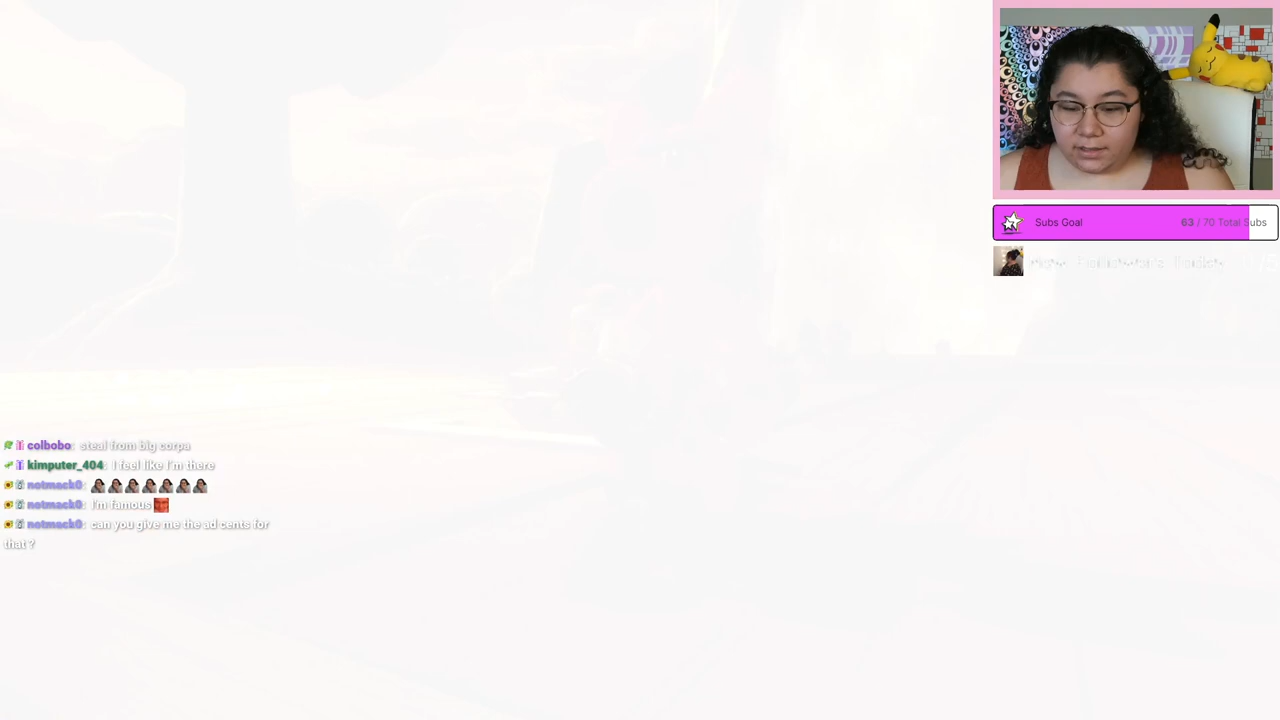 Subs Goal 63 / 70 Total Subs
colbobo: steal from big corpa
kimputer_404: I feel like I'm there
notmack0:
notmack0: I'm famous
notmack0: can you give me the ad cents for
that ?